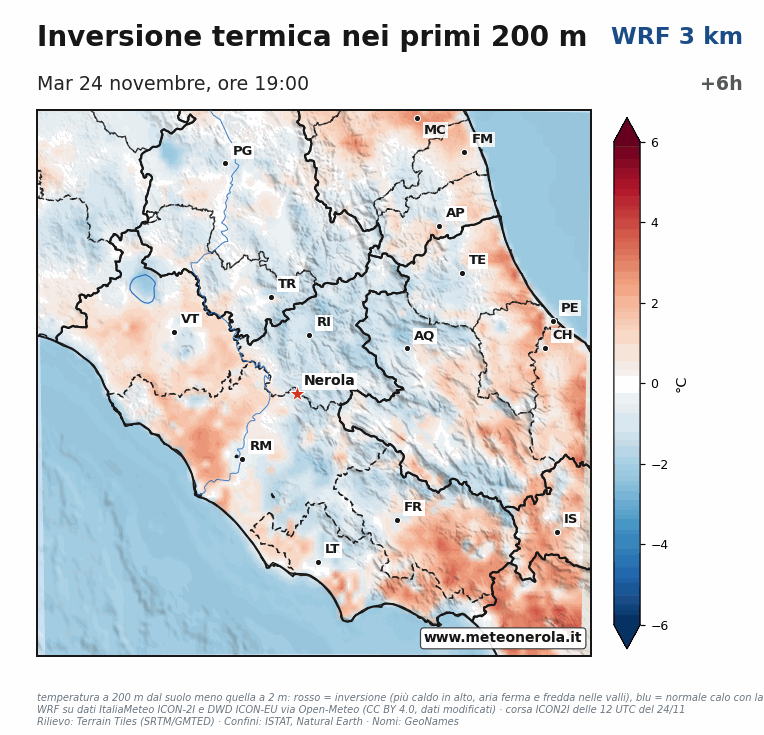 Inversione termica nei primi 200 m
WRF 3 km
Mar 24 novembre, ore 19:00
+6h
MC
FM
PG
AP
TE
TR
PE
VT
RI
AQ
CH
Nerola
RM
FR
IS
LT
www.meteonerola.it
6
4
2
0
−2
−4
−6
°C
temperatura a 200 m dal suolo meno quella a 2 m: rosso = inversione (più caldo in alto, aria ferma e fredda nelle valli), blu = normale calo con la
WRF su dati ItaliaMeteo ICON-2I e DWD ICON-EU via Open-Meteo (CC BY 4.0, dati modificati) · corsa ICON2I delle 12 UTC del 24/11
Rilievo: Terrain Tiles (SRTM/GMTED) · Confini: ISTAT, Natural Earth · Nomi: GeoNames